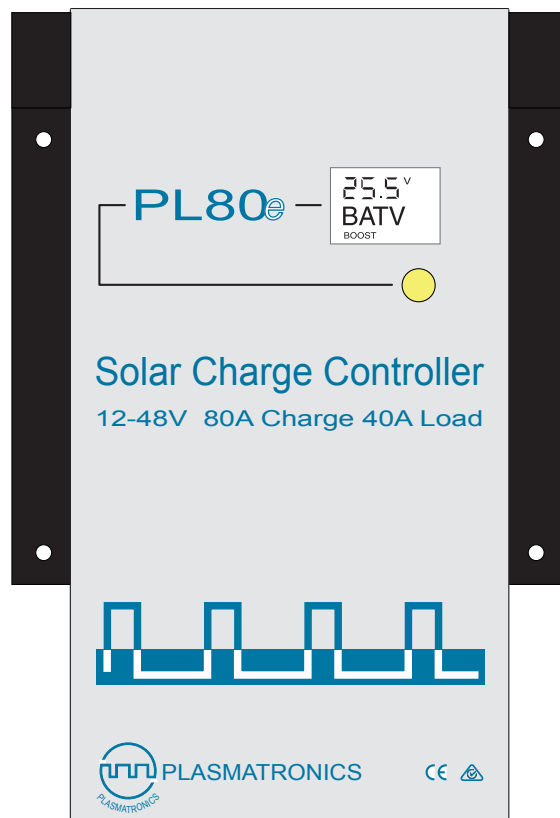 25.5 V
PL80e
BATV
BOOST
Solar Charge Controller
12-48V 80A Charge 40A Load
PLASMATRONICS
CE
PLASMATRONICS